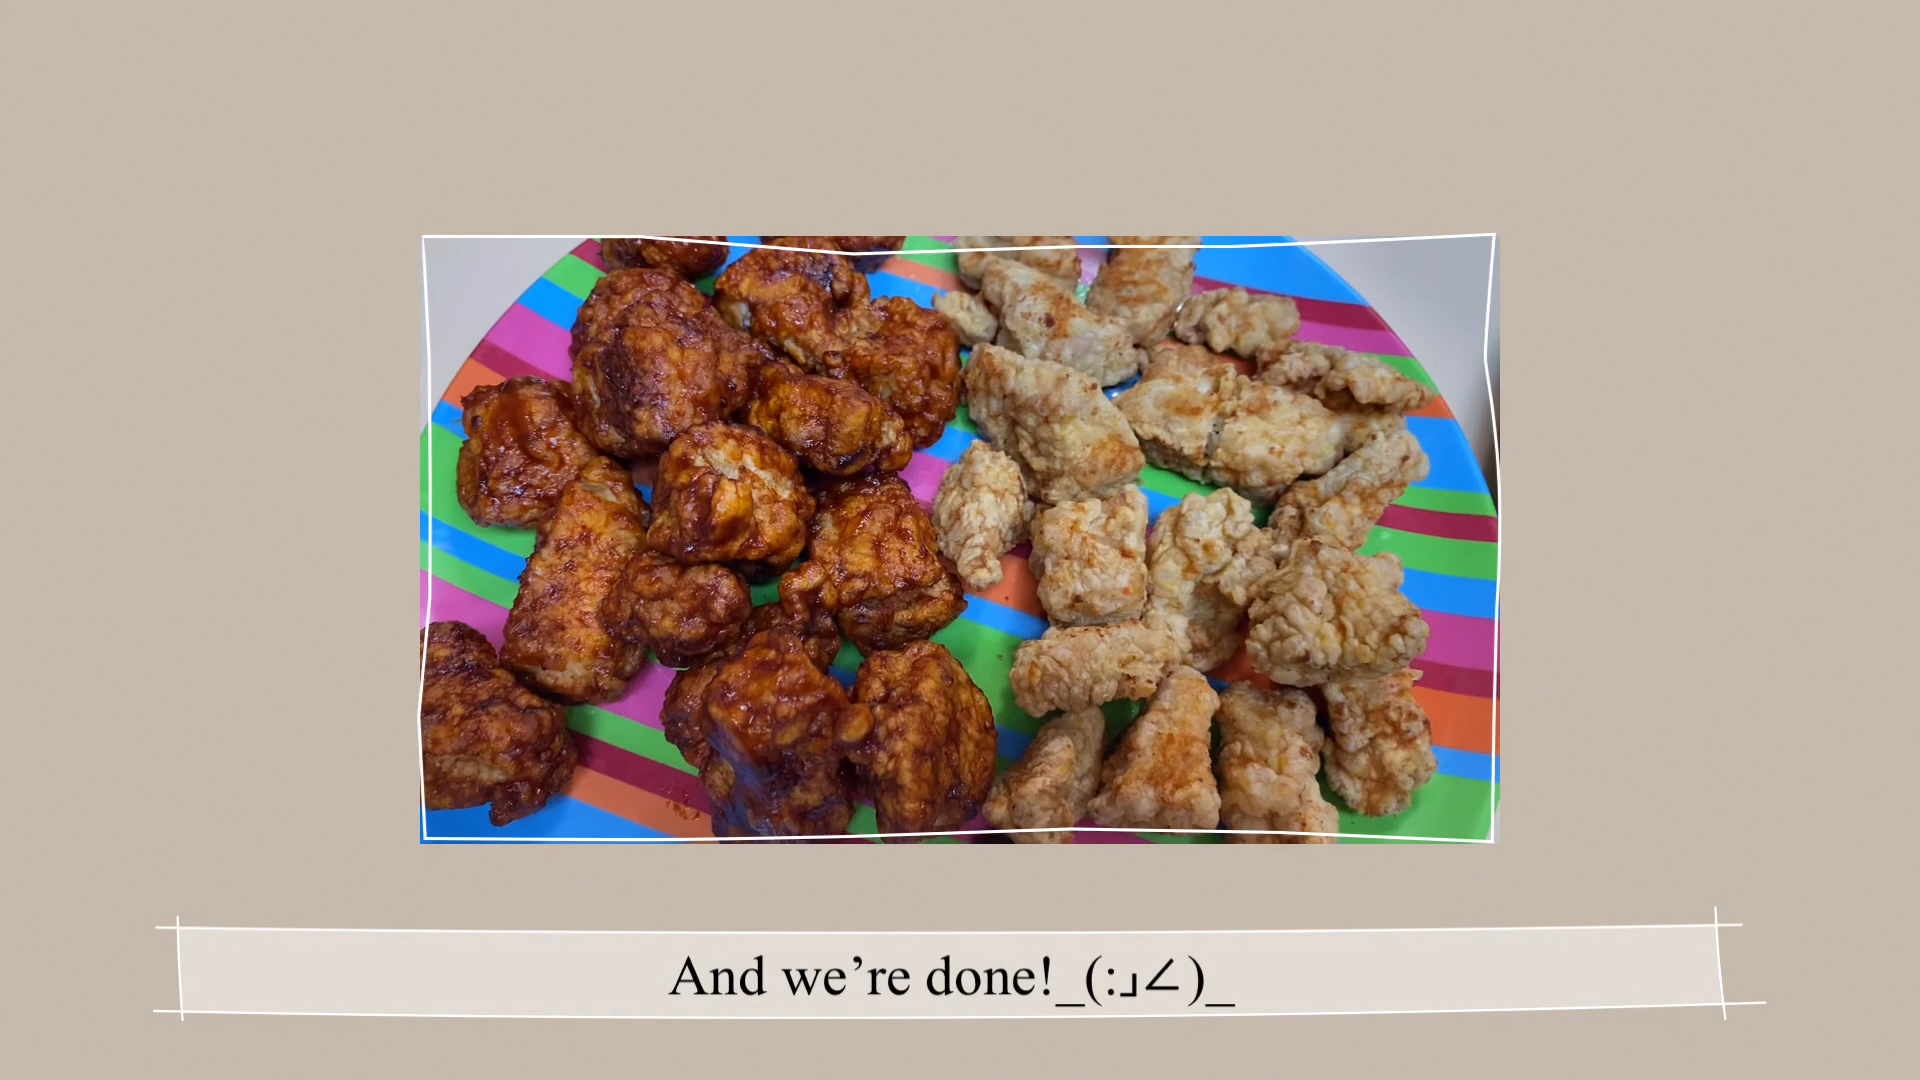 And we’re done!_(:」∠)_